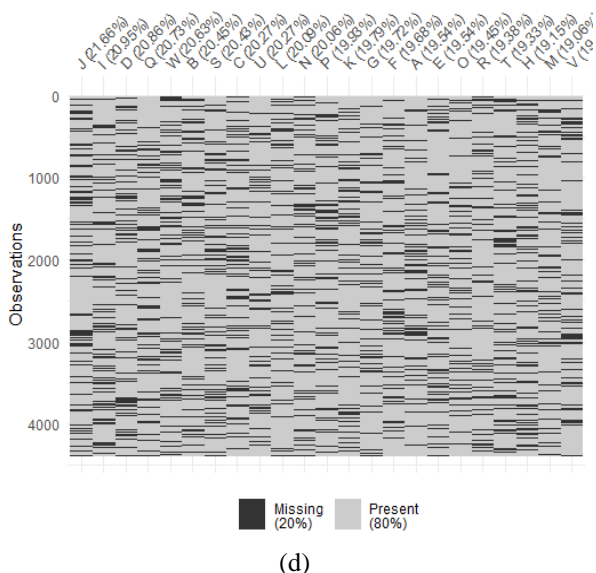 J (21.66%)
I (20.95%)
D (20.86%)
Q (20.73%)
W (20.63%)
B (20.45%)
S (20.43%)
C (20.27%)
U (20.27%)
L (20.09%)
N (20.06%)
P (19.93%)
K (19.79%)
G (19.72%)
F (19.68%)
A (19.54%)
E (19.54%)
O (19.45%)
R (19.38%)
T (19.33%)
H (19.15%)
M (19.06%)
V (19.
Observations
0
1000
2000
3000
4000
Missing
(20%)
Present
(80%)
(d)